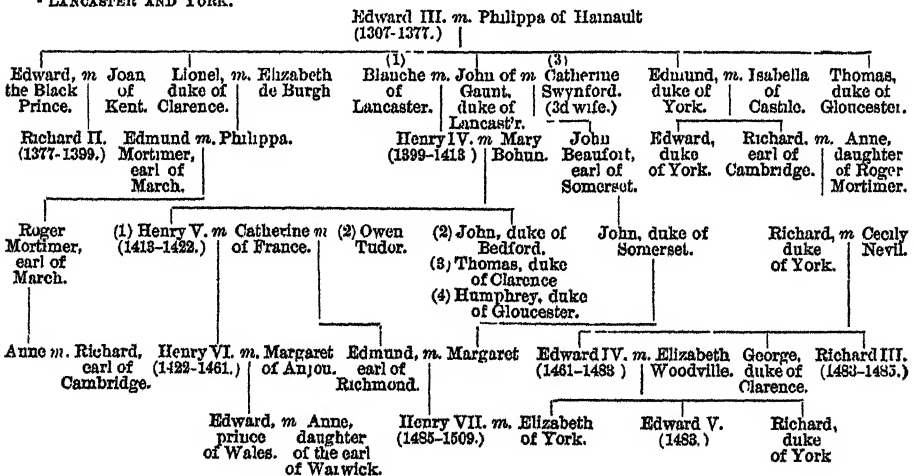 - LANCASTER AND YORK.
Edward III. m. Philippa of Hainault
(1307-1377.)
(1) (3)
Edward, m Joan Lionel, m. Elizabeth Blanche m. John of m Catherine Edmund, m. Isabella Thomas,
the Black of duke of de Burgh of Gaunt, Swynford. duke of of duke of
Prince. Kent. Clarence. Lancaster. duke of (3d wife.) York. Castile. Gloucester.
Lancast'r.
Richard II. Edmund m. Philippa. Henry IV. m Mary John Edward, Richard, m. Anne,
(1377-1399.) Mortimer, (1399-1413 ) Bohun. Beaufort, duke earl of daughter
earl of earl of of York. Cambridge. of Roger
March. Somerset. Mortimer.
Roger (1) Henry V. m Catherine m (2) Owen (2) John, duke of John, duke of Richard, m Cecily
Mortimer, (1413-1422.) of France. Tudor. Bedford. Somerset. duke Nevil.
earl of (3) Thomas, duke of York.
March. of Clarence
(4) Humphrey, duke
of Gloucester.
Anne m. Richard, Henry VI. m. Margaret Edmund, m. Margaret Edward IV. m. Elizabeth George, Richard III.
earl of (1422-1461.) of Anjou. earl of (1461-1483 ) Woodville. duke of (1483-1485.)
Cambridge. Richmond. Clarence.
Edward, m Anne, Henry VII. m. Elizabeth Edward V. Richard,
prince daughter (1485-1509.) of York. (1483.) duke
of Wales. of the earl of York
of Warwick.